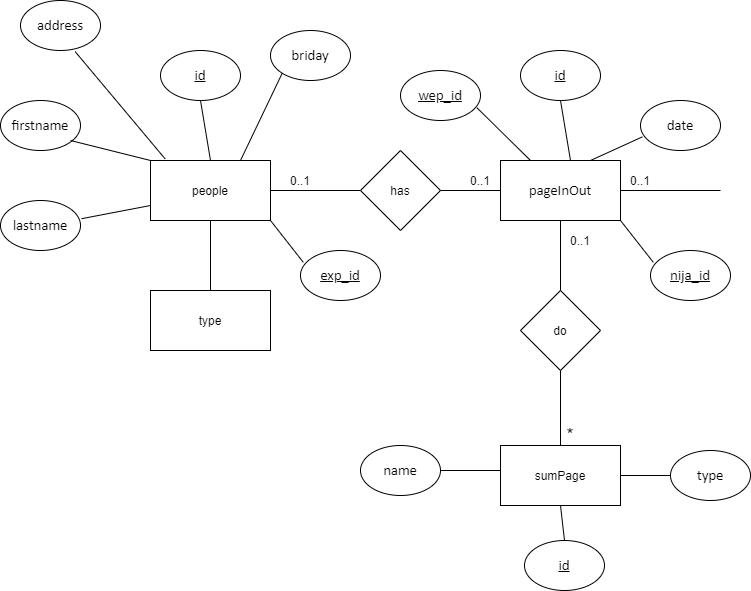 address
id
briday
id
wep_id
firstname
date
people
0..1
has
0..1
pageInOut
0..1
lastname
0..1
exp_id
nija_id
type
do
*
name
sumPage
type
id